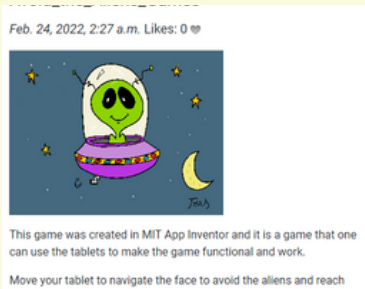 Feb. 24, 2022, 2:27 a.m. Likes: 0
This game was created in MIT App Inventor and it is a game that one
can use the tablets to make the game functional and work.
Move your tablet to navigate the face to avoid the aliens and reach